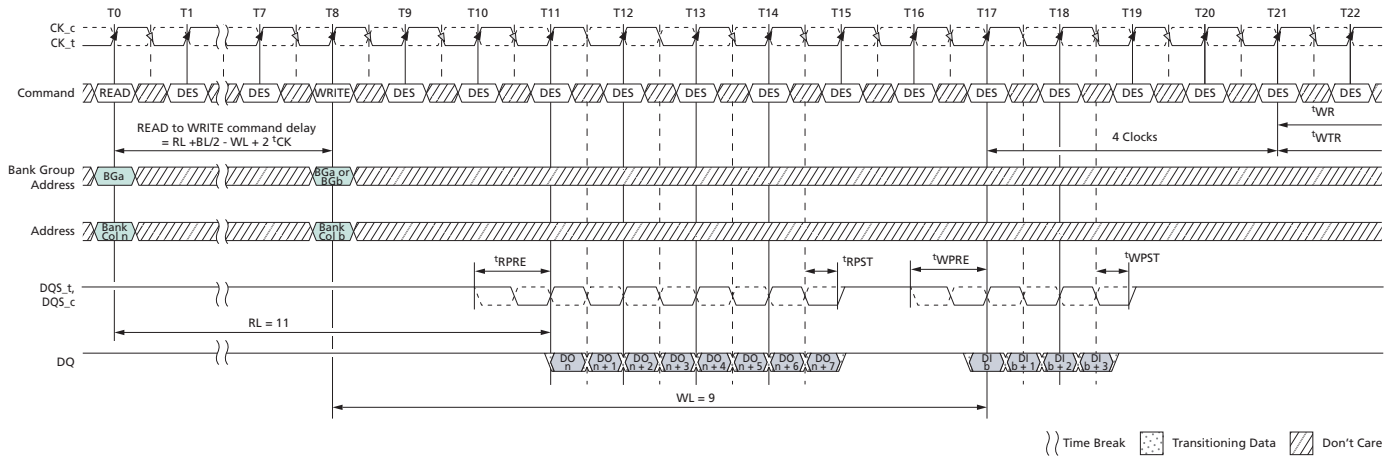 T0 T1 T7 T8 T9 T10 T11 T12 T13 T14 T15 T16 T17 T18 T19 T20 T21 T22
CK_c
CK_t
Command READ DES DES WRITE DES DES DES DES DES DES DES DES DES DES DES DES DES DES
tWR
READ to WRITE command delay
= RL +BL/2 - WL + 2 tCK
4 Clocks
tWTR
Bank Group
Address
BGa
BGa or
BGb
Address
Bank
Col n
Bank
Col b
tRPRE tRPST tWPRE tWPST
DQS_t,
DQS_c
RL = 11
DQ
DO
n
DO
n + 1
DO
n + 2
DO
n + 3
DO
n + 4
DO
n + 5
DO
n + 6
DO
n + 7
DI
b
DI
b + 1
DI
b + 2
DI
b + 3
WL = 9
Time Break Transitioning Data Don't Care